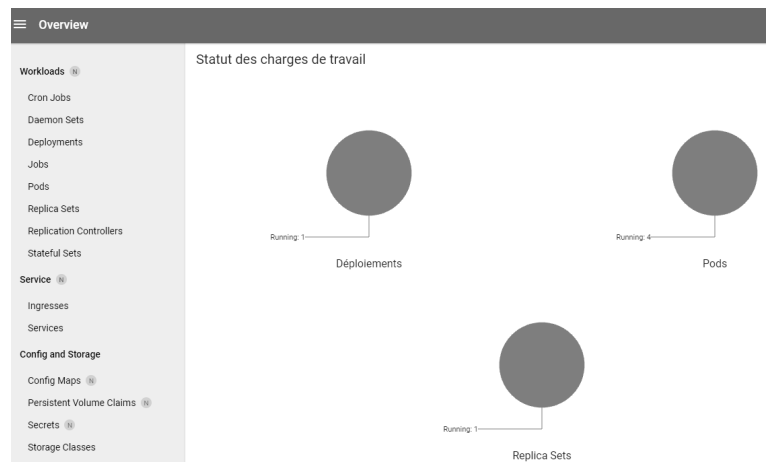 Overview
Workloads N
Cron Jobs
Daemon Sets
Deployments
Jobs
Pods
Replica Sets
Replication Controllers
Stateful Sets
Service N
Ingresses
Services
Config and Storage
Config Maps N
Persistent Volume Claims N
Secrets N
Storage Classes
Statut des charges de travail
Running: 1
Déploiements
Running: 4
Pods
Running: 1
Replica Sets